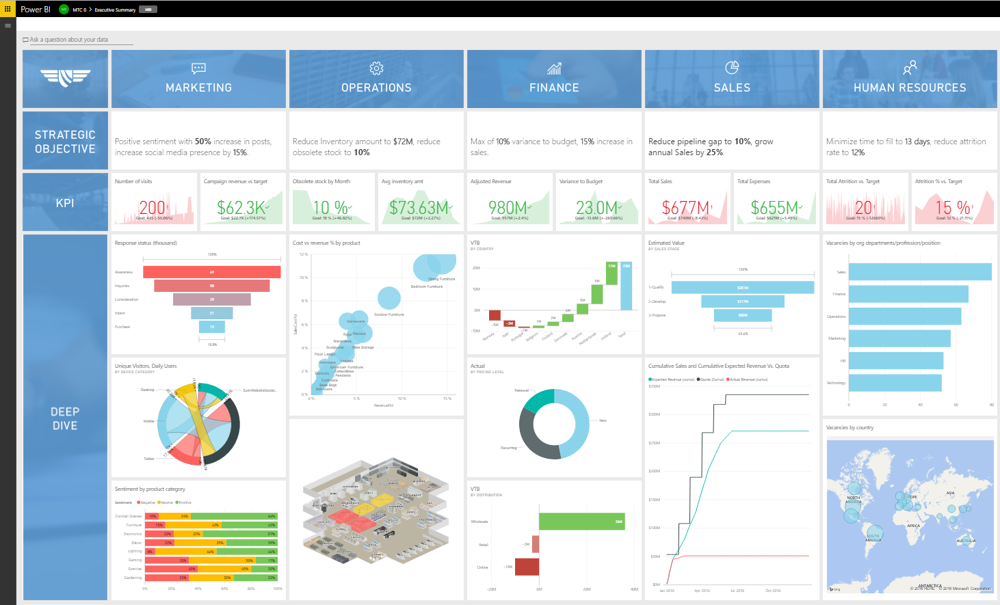 Power BI
MTC 0 > Executive Summary
MBI
Ask a question about your data
MARKETING
OPERATIONS
FINANCE
SALES
HUMAN RESOURCES
STRATEGIC
OBJECTIVE
Positive sentiment with 50% increase in posts,
increase social media presence by 15%.
Reduce Inventory amount to $72M, reduce
obsolete stock to 10%
Max of 10% variance to budget, 15% increase in
sales.
Reduce pipeline gap to 10%, grow
annual Sales by 25%.
Minimize time to fill to 13 days, reduce attrition
rate to 12%
KPI
Number of visits
200!
Goal: 445 (-55.06%)
Campaign revenue vs target
$62.3K
Goal: $22.7K (+174.57%)
Obsolete stock by Month
10 %
Goal: 18 % (+46.82%)
Avg inventory amt
$73.63M
Goal: $72M (+2.27%)
Adjusted Revenue
980M
Goal: 957M (+2.4%)
Variance to Budget
23.0M
Goal: -13.6M (+-269.66%)
Total Sales
$677M!
Goal: $740M (-8.43%)
Total Expenses
$655M
Goal: $621M (+5.48%)
Total Attrition vs. Target
20!
Goal: 15 % (-12669%)
Attrition % vs. Target
15 %!
Goal: 12 % (-21.11%)
DEEP
DIVE
Response status (thousand)
100%
Awareness 69
Inquiries 58
Consideration 39
Intent 21
Purchase 13
18.8%
Unique Visitors, Daily Users
BY DEVICE CATEGORY
Desktop
SumWebsiteSocial...
Mobile
Tablet
Sentiment by product category
Sentiment Negative Neutral Positive
Cocktail Glasses 10% 24% 66%
Furniture 15% 42% 42%
Electronics 22% 22% 57%
Décor 22% 39% 39%
Lighting 8% 46% 46%
Gaming 33% 50% 17%
Exercise 40% 40% 20%
Gardening 33% 33% 33%
0% 20% 40% 60% 80% 100%
Cost vs revenue % by product
SalesCostPct
12 %
10 %
8 %
6 %
4 %
2 %
0 %
Dining Furniture
Bedroom Furniture
Outdoor Furniture
Serveware
Rugs Planters
Wardrobes
Sculptures Wine Storage
Floor Lamps
Stemware
Bathroom Furniture
Barstools Collectibles
Pendants
Cookware
Bean Bags
Bakeware
0 % 5 % 10 % 15 %
RevenuePct
VTB
BY COUNTRY
20M
10M
0M
-10M
-5M
-3M
-1M
1M
2M
4M
5M
9M
11M
23M
Norway
Italy
Portugal
Belgium
Finland
Denmark
Austria
Netherlands
Ireland
Total
Actual
BY PRICING LEVEL
Renewal
New
Recurring
VTB
BY DISTRIBUTION
Wholesale 36M
Retail -3M
Online -10M
-20M 0M 20M 40M
Estimated Value
BY SALES STAGE
100%
1-Qualify
2-Develop
3-Propose
40.6%
Cumulative Sales and Cumulative Expected Revenue Vs. Quota
Expected Revenue (cumul) Quota (Cumul) Actual Revenue (cumul)
$350M
$300M
$250M
$200M
$150M
$100M
$50M
$0M
Jan 2016 Apr 2016 Jul 2016 Oct 2016
Vacancies by org departments/profession/position
Sales
Finance
Operations
Marketing
HR
Technology
0 20 40 60 80
Vacancies by country
NORTH
AMERICA
EUROPE
ASIA
AFRICA
SOUTH
AMERICA
AUSTRALIA
ANTARCTICA
bing
© 2016 HERE © 2016 Microsoft Corporation